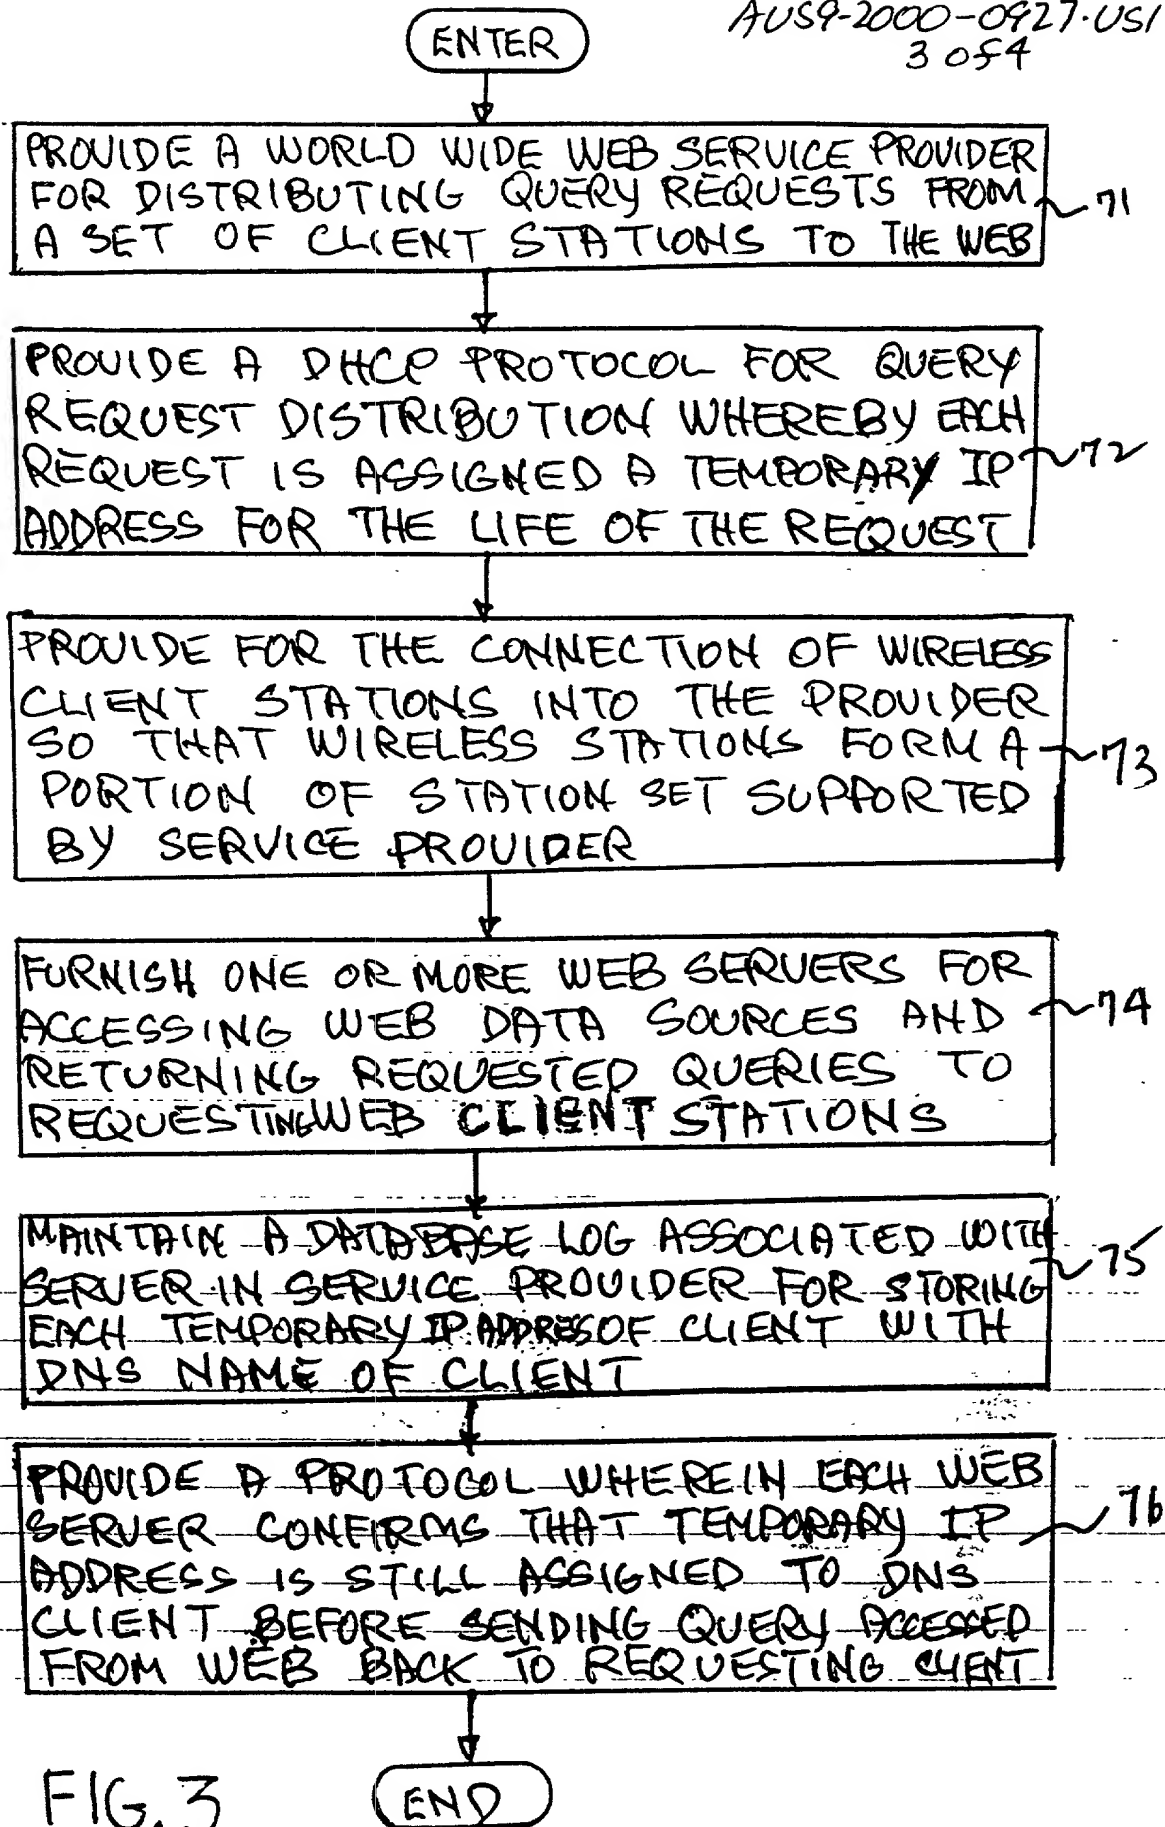 AUS9-2000-0927-US1
3 of 4
ENTER
PROVIDE A WORLD WIDE WEB SERVICE PROVIDER
FOR DISTRIBUTING QUERY REQUESTS FROM
A SET OF CLIENT STATIONS TO THE WEB
71
PROVIDE A DHCP PROTOCOL FOR QUERY
REQUEST DISTRIBUTION WHEREBY EACH
REQUEST IS ASSIGNED A TEMPORARY IP
ADDRESS FOR THE LIFE OF THE REQUEST
72
PROVIDE FOR THE CONNECTION OF WIRELESS
CLIENT STATIONS INTO THE PROVIDER
SO THAT WIRELESS STATIONS FORM A
PORTION OF STATION SET SUPPORTED
BY SERVICE PROVIDER
73
FURNISH ONE OR MORE WEB SERVERS FOR
ACCESSING WEB DATA SOURCES AND
RETURNING REQUESTED QUERIES TO
REQUESTING WEB CLIENT STATIONS
74
MAINTAIN A DATABASE LOG ASSOCIATED WITH
SERVER IN SERVICE PROVIDER FOR STORING
EACH TEMPORARY IP ADDRES OF CLIENT WITH
DNS NAME OF CLIENT
75
PROVIDE A PROTOCOL WHEREIN EACH WEB
SERVER CONFIRMS THAT TEMPORARY IP
ADDRESS IS STILL ASSIGNED TO DNS
CLIENT BEFORE SENDING QUERY ACCESSED
FROM WEB BACK TO REQUESTING CLIENT
76
END
FIG. 3